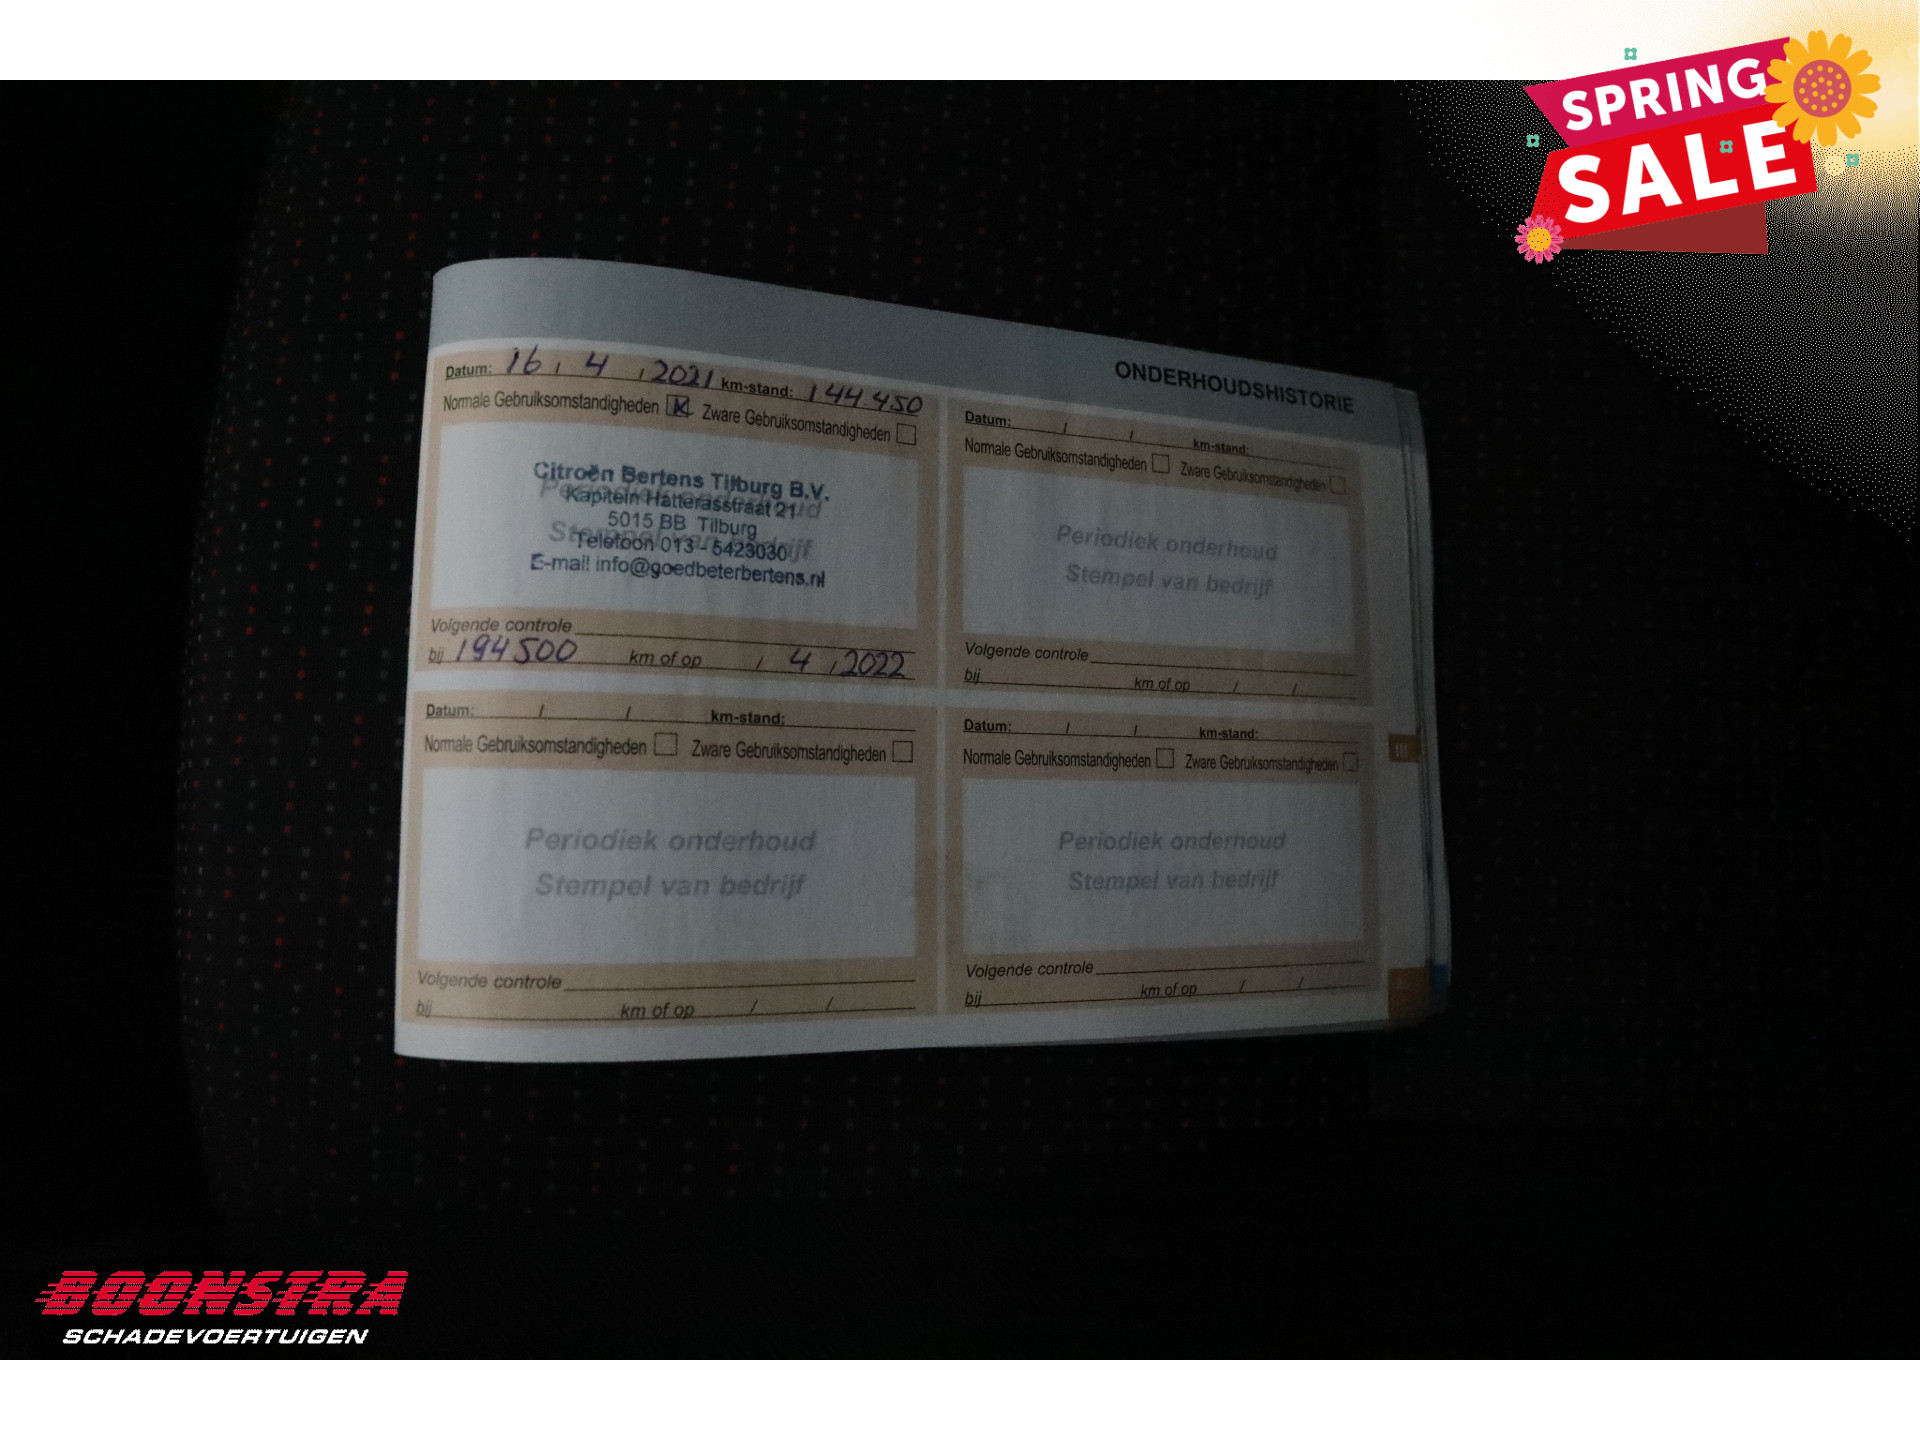 SPRING
SALE
ONDERHOUDSHISTORIE
Datum: 16 / 4 / 2021 km-stand: 144.450
Normale Gebruiksomstandigheden Zware Gebruiksomstandigheden
Periodiek onderhoud
Stempel van bedrijf
Citroën Bertens Tilburg B.V.
Kapitein Hatterasstraat 21
5015 BB Tilburg
Telefoon 013 - 5423030
E-mail info@goedbeterbertens.nl
Volgende controle
bij 194500 km of op / 4 / 2022
Datum: / / km-stand:
Normale Gebruiksomstandigheden Zware Gebruiksomstandigheden
Periodiek onderhoud
Stempel van bedrijf
Volgende controle
bij km of op / /
Datum: / / km-stand:
Normale Gebruiksomstandigheden Zware Gebruiksomstandigheden
Periodiek onderhoud
Stempel van bedrijf
Volgende controle
bij km of op / /
Datum: / / km-stand:
Normale Gebruiksomstandigheden Zware Gebruiksomstandigheden
Periodiek onderhoud
Stempel van bedrijf
Volgende controle
bij km of op / /
BOONSTRA
SCHADEVOERTUIGEN